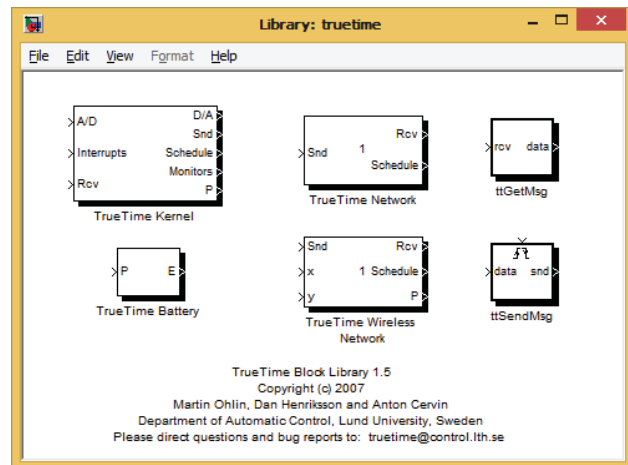 Library: truetime
File Edit View Format Help
A/D
Interrupts
Rcv
D/A
Snd
Schedule
Monitors
P
TrueTime Kernel
Snd
1
Rcv
Schedule
TrueTime Network
rcv data
ttGetMsg
P E
TrueTime Battery
Snd
x
y
1
Rcv
Schedule
P
TrueTime Wireless
Network
data snd
ttSendMsg
TrueTime Block Library 1.5
Copyright (c) 2007
Martin Ohlin, Dan Henriksson and Anton Cervin
Department of Automatic Control, Lund University, Sweden
Please direct questions and bug reports to: truetime@control.lth.se